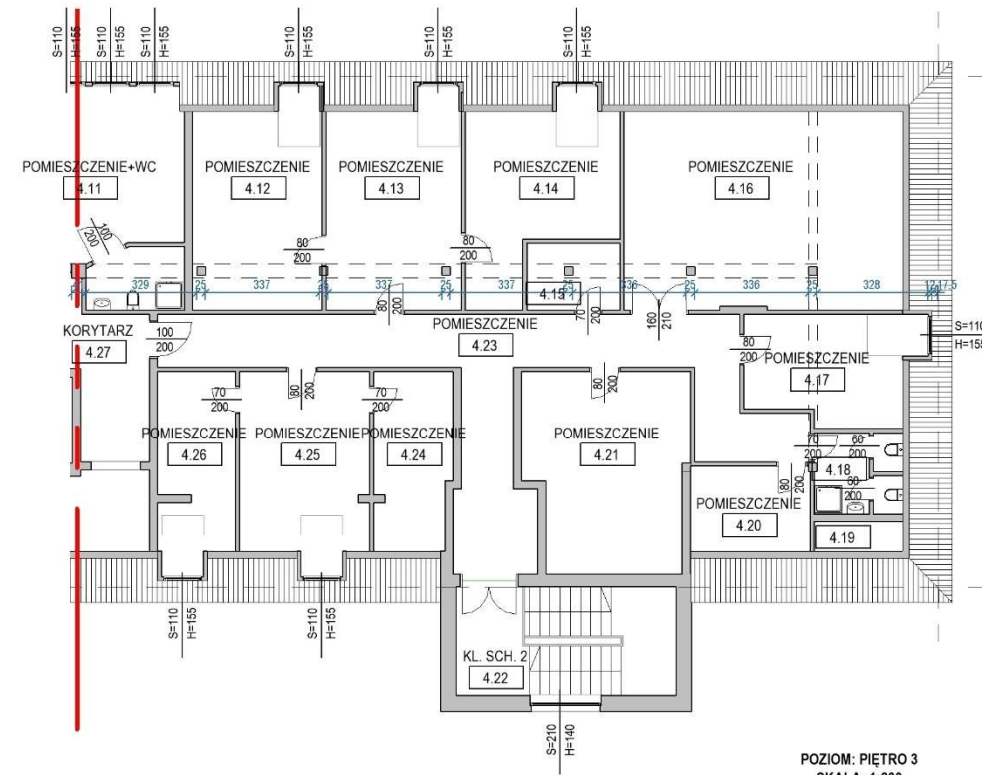 S=110
H=155
S=110
S=110
H=155
S=110
H=155
S=110
H=155
S=110
H=155
POMIESZCZENIE+WC
4.11
POMIESZCZENIE
4.12
POMIESZCZENIE
4.13
POMIESZCZENIE
4.14
POMIESZCZENIE
4.16
100
200
80
200
80
200
329
25
337
25
337
25
337
25
336
25
336
25
328
12
17,5
4.15
KORYTARZ
4.27
100
200
80
200
POMIESZCZENIE
4.23
70
200
160
210
80
200
POMIESZCZENIE
4.17
S=110
H=155
70
200
80
200
70
200
80
200
POMIESZCZENIE
4.26
POMIESZCZENIE
4.25
POMIESZCZENIE
4.24
POMIESZCZENIE
4.21
70
200
60
200
4.18
60
200
80
200
POMIESZCZENIE
4.20
4.19
S=110
H=155
S=110
H=155
KL. SCH. 2
4.22
S=210
H=140
POZIOM: PIĘTRO 3